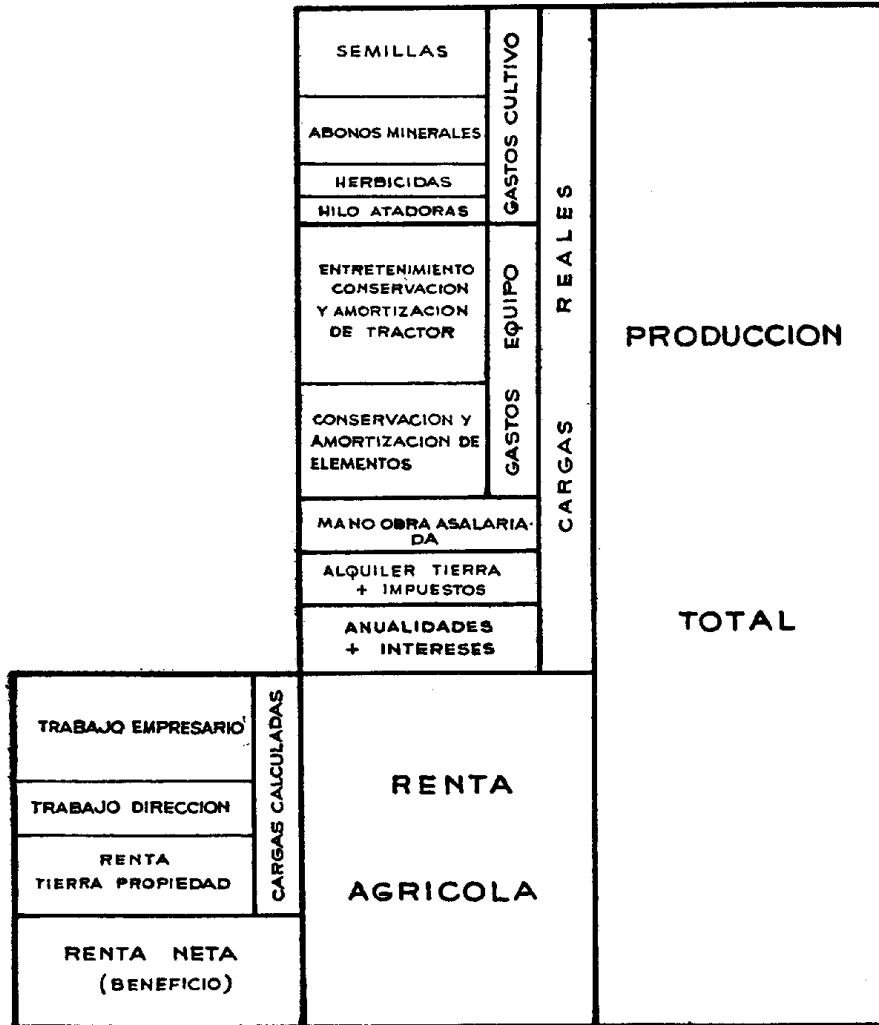 SEMILLAS
ABONOS MINERALES
HERBICIDAS
HILO ATADORAS
GASTOS CULTIVO
ENTRETENIMIENTO
CONSERVACION
Y AMORTIZACION
DE TRACTOR
CONSERVACION Y
AMORTIZACION DE
ELEMENTOS
GASTOS EQUIPO
MANO OBRA ASALARIA-
DA
ALQUILER TIERRA
+ IMPUESTOS
ANUALIDADES
+ INTERESES
CARGAS REALES
PRODUCCION
TOTAL
TRABAJO EMPRESARIO
TRABAJO DIRECCION
RENTA
TIERRA PROPIEDAD
CARGAS CALCULADAS
RENTA NETA
(BENEFICIO)
RENTA
AGRICOLA